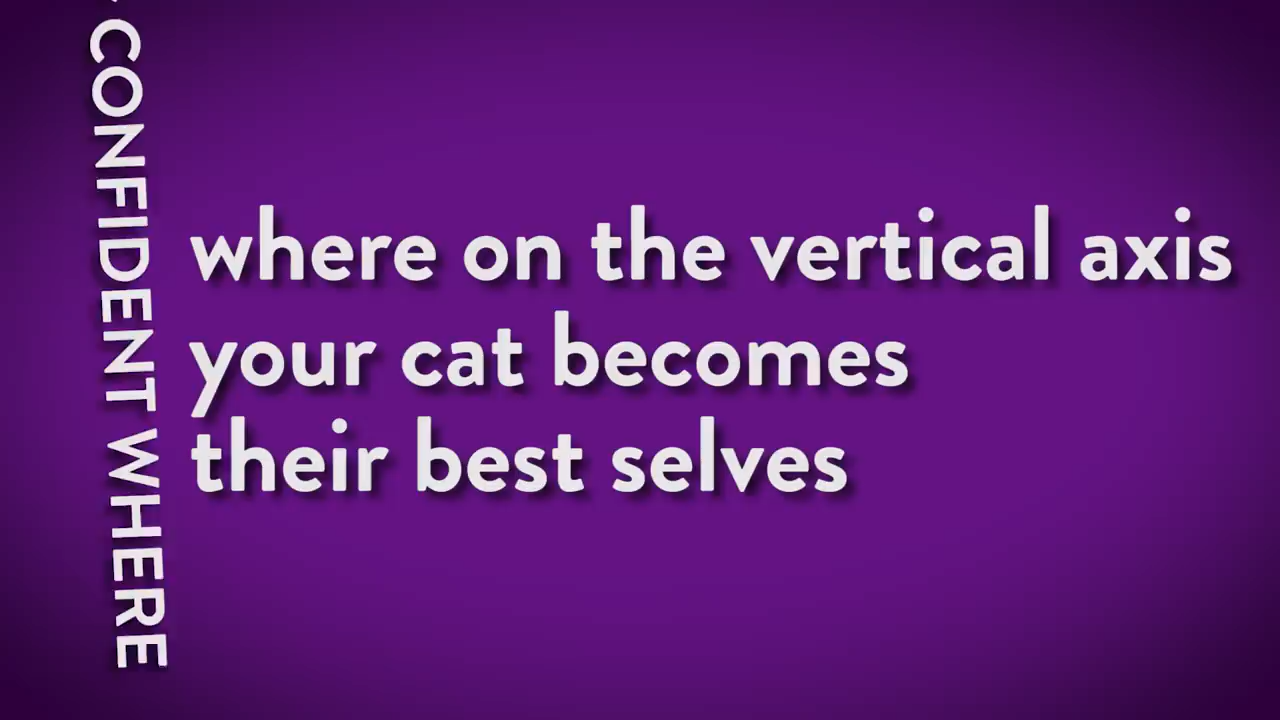 CONFIDENT WHERE
where on the vertical axis
your cat becomes
their best selves